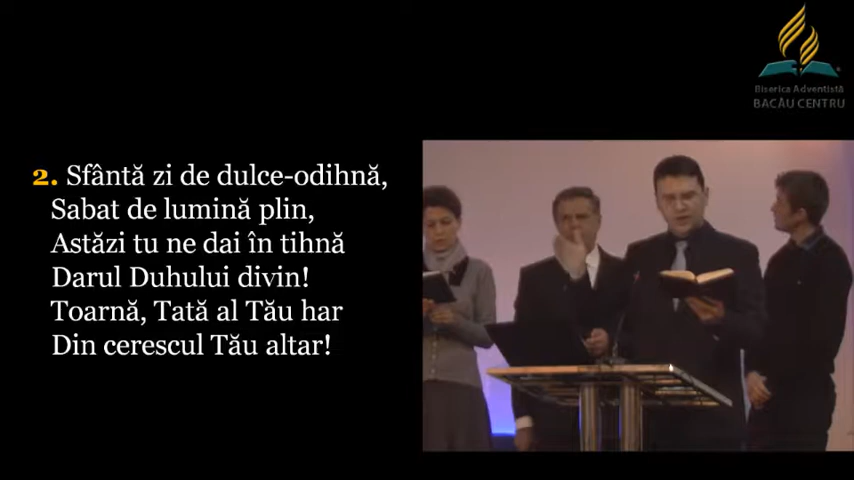 Biserica Adventistă
BACĂU CENTRU
2. Sfântă zi de dulce-odihnă,
Sabat de lumină plin,
Astăzi tu ne dai în tihnă
Darul Duhului divin!
Toarnă, Tată al Tău har
Din cerescul Tău altar!